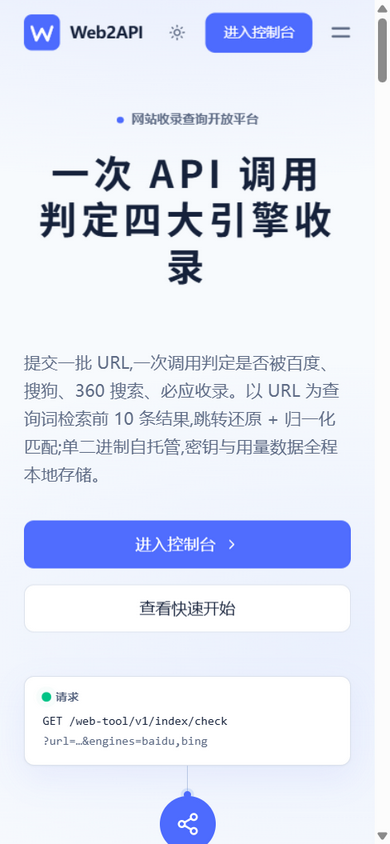 Web2API
进入控制台
网站收录查询开放平台
一次 API 调用
判定四大引擎收
录
提交一批 URL,一次调用判定是否被百度、
搜狗、360 搜索、必应收录。以 URL 为查
询词检索前 10 条结果,跳转还原 + 归一化
匹配;单二进制自托管,密钥与用量数据全程
本地存储。
进入控制台
查看快速开始
请求
GET /web-tool/v1/index/check
?url=…&engines=baidu,bing